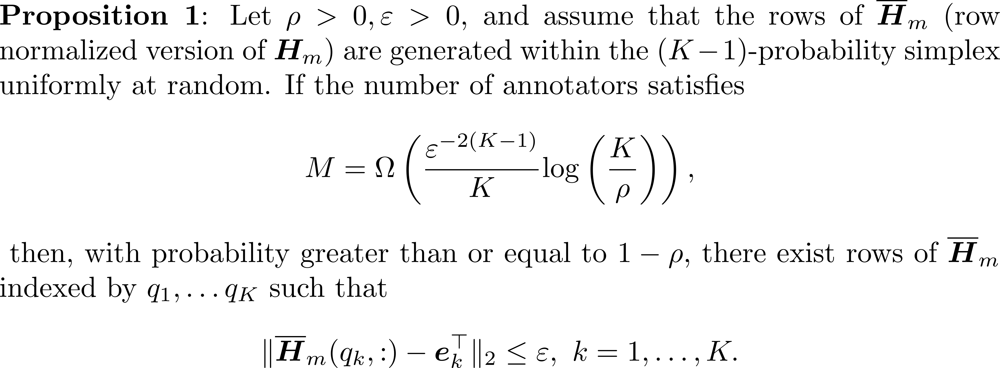 Proposition 1: Let ρ > 0, ε > 0, and assume that the rows of $\overline{\boldsymbol{H}}_m$ (row
normalized version of $\boldsymbol{H}_m$) are generated within the (K − 1)-probability simplex
uniformly at random. If the number of annotators satisfies
$M = \Omega\left(\frac{\varepsilon^{-2(K-1)}}{K}\log\left(\frac{K}{\rho}\right)\right),$
then, with probability greater than or equal to 1 − ρ, there exist rows of $\overline{\boldsymbol{H}}_m$
indexed by $q_1, \ldots q_K$ such that
$\|\overline{\boldsymbol{H}}_m(q_k,:) - \boldsymbol{e}_k^\top\|_2 \leq \varepsilon,\ k = 1, \ldots, K.$